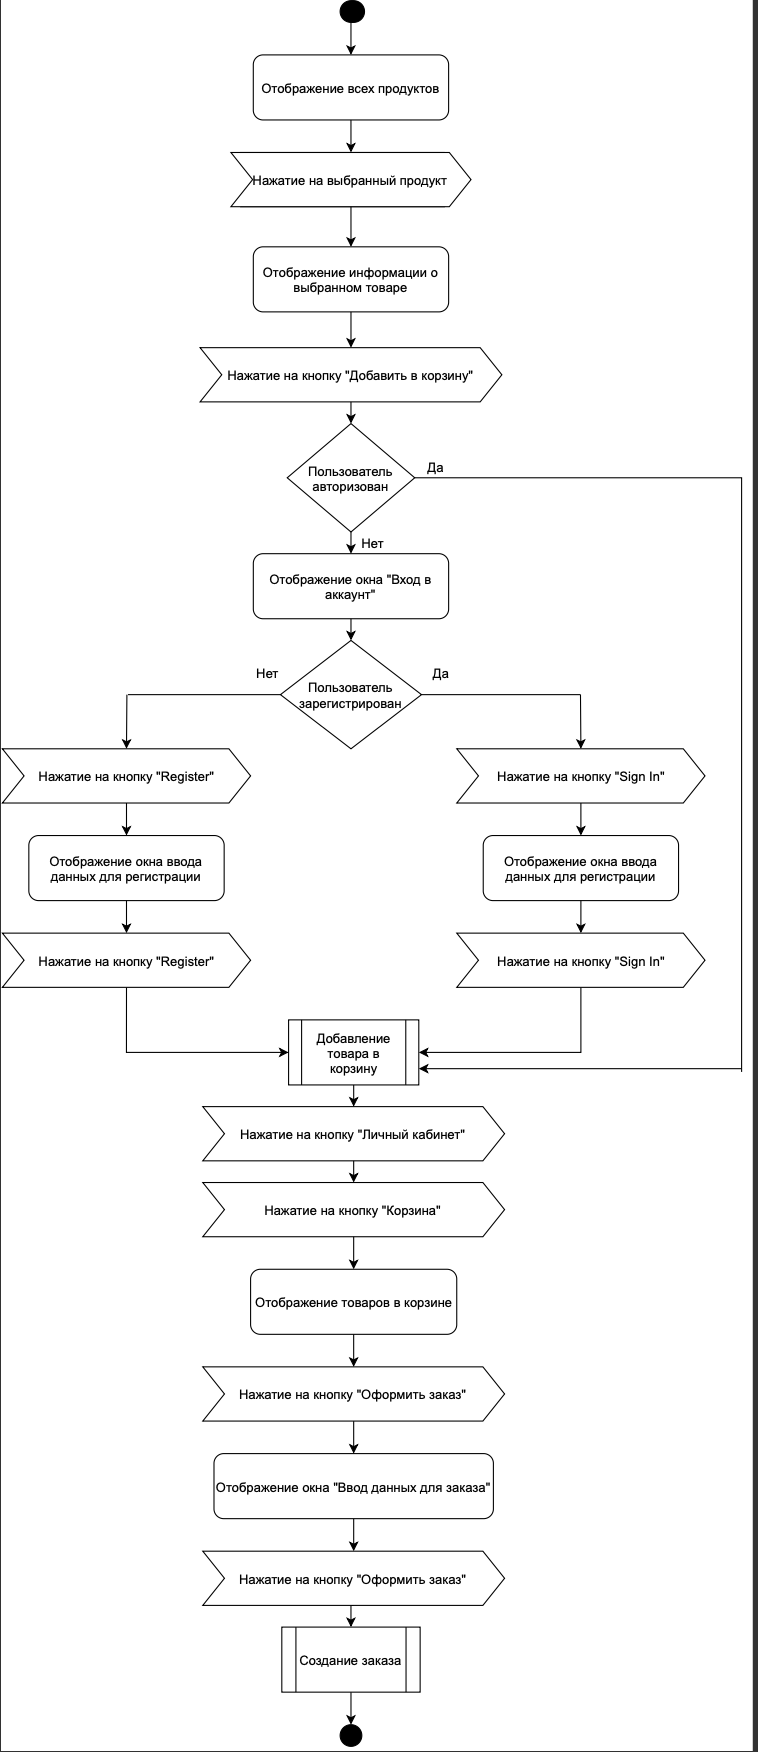 Отображение всех продуктов
Нажатие на выбранный продукт
Отображение информации о
выбранном товаре
Нажатие на кнопку "Добавить в корзину"
Пользователь
авторизован
Да
Нет
Отображение окна "Вход в
аккаунт"
Пользователь
зарегистрирован
Нет
Да
Нажатие на кнопку "Register"
Нажатие на кнопку "Sign In"
Отображение окна ввода
данных для регистрации
Отображение окна ввода
данных для регистрации
Нажатие на кнопку "Register"
Нажатие на кнопку "Sign In"
Добавление
товара в
корзину
Нажатие на кнопку "Личный кабинет"
Нажатие на кнопку "Корзина"
Отображение товаров в корзине
Нажатие на кнопку "Оформить заказ"
Отображение окна "Ввод данных для заказа"
Нажатие на кнопку "Оформить заказ"
Создание заказа